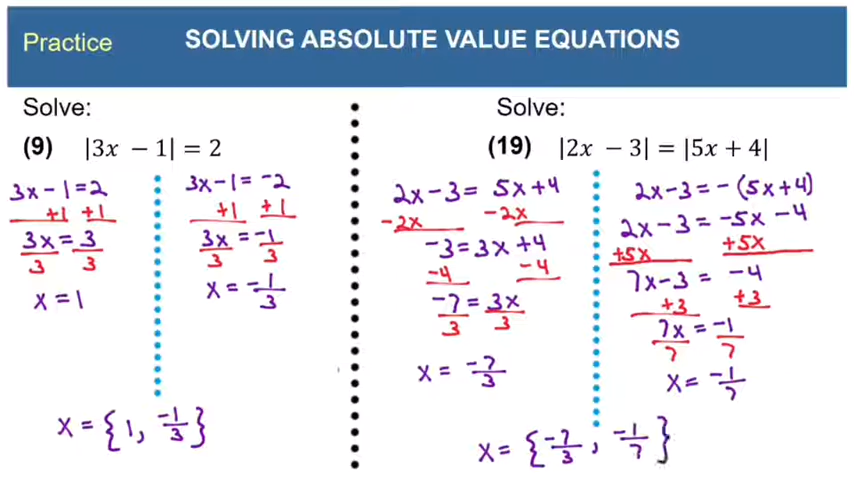 Practice
SOLVING ABSOLUTE VALUE EQUATIONS
Solve:
(9) |3x − 1| = 2
3x-1=2
+1 +1
3x = 3
3 3
x = 1
3x-1= -2
+1 +1
3x = -1
3 3
x = -1/3
x = {1, -1/3}
Solve:
(19) |2x − 3| = |5x + 4|
2x-3 = 5x+4
-2x -2x
-3 = 3x+4
-4 -4
-7 = 3x
3 3
x = -7/3
2x-3 = -(5x+4)
2x-3 = -5x -4
+5x +5x
7x-3 = -4
+3 +3
7x = -1
7 7
x = -1/7
x = {-7/3, -1/7}